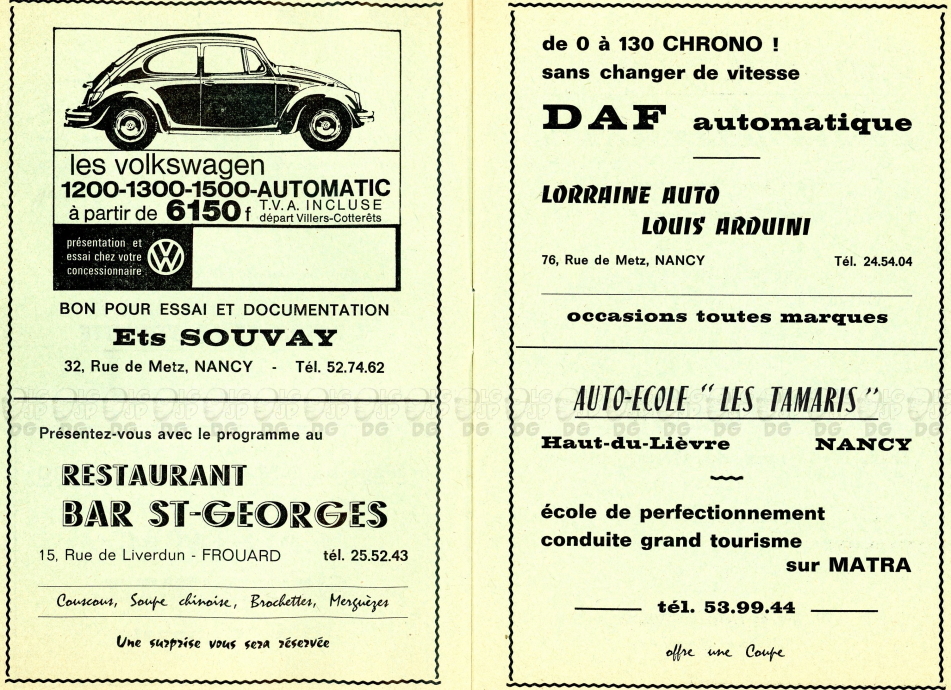 les volkswagen
1200-1300-1500-AUTOMATIC
à partir de 6150 f T.V.A. INCLUSE
départ Villers-Cotterêts
présentation et
essai chez votre
concessionnaire
VW
BON POUR ESSAI ET DOCUMENTATION
Ets SOUVAY
32, Rue de Metz, NANCY - Tél. 52.74.62
Présentez-vous avec le programme au
RESTAURANT
BAR ST-GEORGES
15, Rue de Liverdun - FROUARD tél. 25.52.43
Couscous, Soupe chinoise, Brochettes, Merguèzes
Une surprise vous sera réservée
de 0 à 130 CHRONO !
sans changer de vitesse
DAF automatique
LORRAINE AUTO
LOUIS ARDUINI
76, Rue de Metz, NANCY Tél. 24.54.04
occasions toutes marques
AUTO-ECOLE "LES TAMARIS"
Haut-du-Lièvre NANCY
école de perfectionnement
conduite grand tourisme
sur MATRA
tél. 53.99.44
offre une Coupe